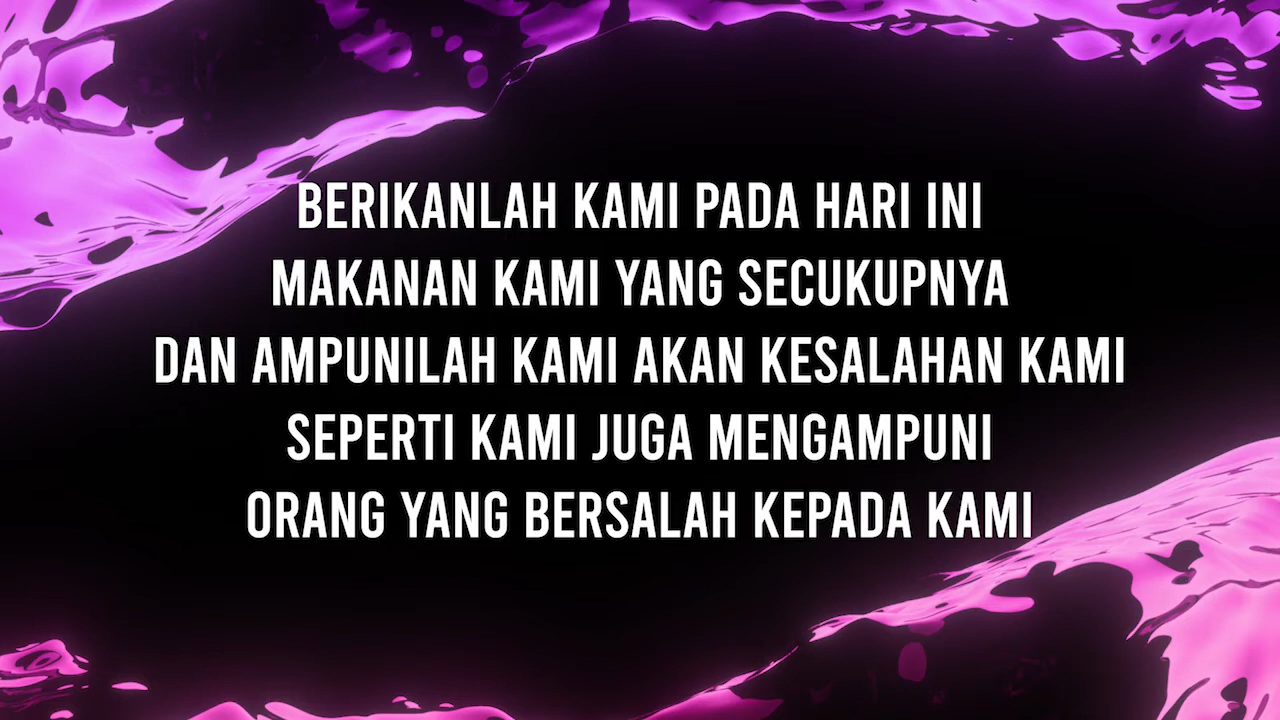 BERIKANLAH KAMI PADA HARI INI
MAKANAN KAMI YANG SECUKUPNYA
DAN AMPUNILAH KAMI AKAN KESALAHAN KAMI
SEPERTI KAMI JUGA MENGAMPUNI
ORANG YANG BERSALAH KEPADA KAMI